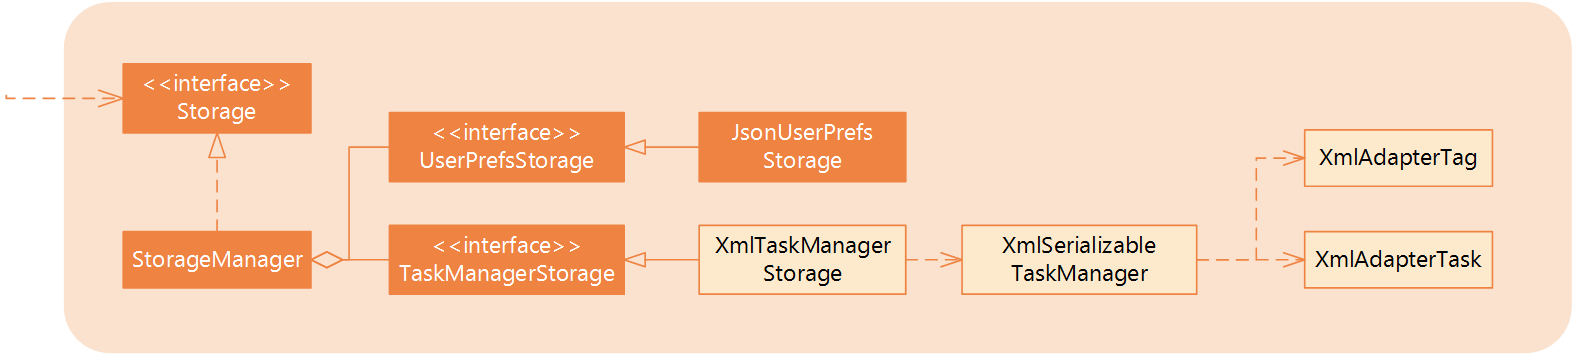 <<interface>>
Storage
StorageManager
<<interface>>
UserPrefsStorage
<<interface>>
TaskManagerStorage
JsonUserPrefs
Storage
XmlTaskManager
Storage
XmlSerializable
TaskManager
XmlAdapterTag
XmlAdapterTask